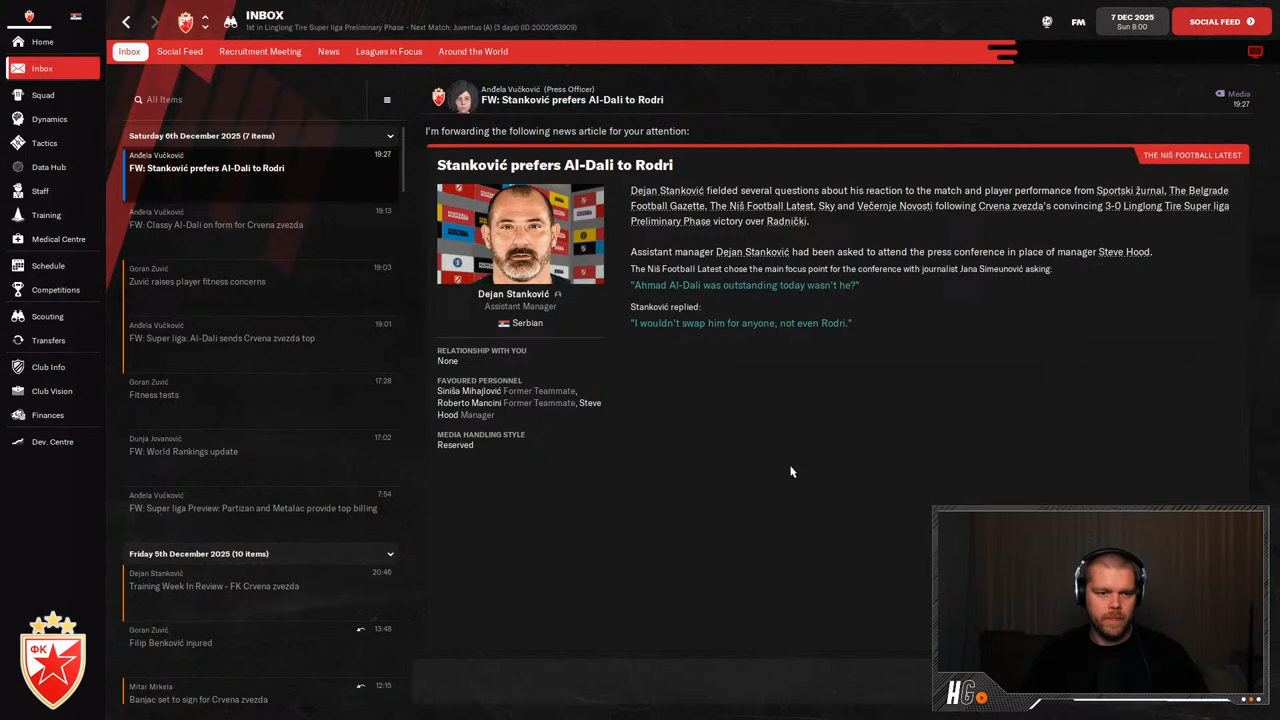 INBOX
1st in Linglong Tire Super liga Preliminary Phase - Next Match: Juventus (A) (3 days) (ID:2002063909)
FM
7 DEC 2025
Sun 8:00
SOCIAL FEED
Home
Inbox
Squad
Dynamics
Tactics
Data Hub
Staff
Training
Medical Centre
Schedule
Competitions
Scouting
Transfers
Club Info
Club Vision
Finances
Dev. Centre
ФК
Inbox
Social Feed
Recruitment Meeting
News
Leagues in Focus
Around the World
All Items
Saturday 6th December 2025 (7 items)
Anđela Vučković 19:27
FW: Stanković prefers Al-Dali to Rodri
Anđela Vučković 19:13
FW: Classy Al-Dali on form for Crvena zvezda
Goran Zuvić 19:03
Zuvić raises player fitness concerns
Anđela Vučković 19:01
FW: Super liga: Al-Dali sends Crvena zvezda top
Goran Zuvić 17:28
Fitness tests
Dunja Jovanović 17:02
FW: World Rankings update
Anđela Vučković 7:54
FW: Super liga Preview: Partizan and Metalac provide top billing
Friday 5th December 2025 (10 items)
Dejan Stanković 20:46
Training Week In Review - FK Crvena zvezda
Goran Zuvić 13:48
Filip Benković injured
Mitar Mrkela 12:15
Banjac set to sign for Crvena zvezda
Anđela Vučković (Press Officer)
FW: Stanković prefers Al-Dali to Rodri
Media
19:27
I'm forwarding the following news article for your attention:
Stanković prefers Al-Dali to Rodri
THE NIŠ FOOTBALL LATEST
Dejan Stanković
Assistant Manager
Serbian
RELATIONSHIP WITH YOU
None
FAVOURED PERSONNEL
Siniša Mihajlović Former Teammate,
Roberto Mancini Former Teammate, Steve
Hood Manager
MEDIA HANDLING STYLE
Reserved
Dejan Stanković fielded several questions about his reaction to the match and player performance from Sportski žurnal, The Belgrade
Football Gazette, The Niš Football Latest, Sky and Večernje Novosti following Crvena zvezda's convincing 3-0 Linglong Tire Super liga
Preliminary Phase victory over Radnički.
Assistant manager Dejan Stanković had been asked to attend the press conference in place of manager Steve Hood.
The Niš Football Latest chose the main focus point for the conference with journalist Jana Simeunović asking:
"Ahmad Al-Dali was outstanding today wasn't he?"
Stanković replied:
"I wouldn't swap him for anyone, not even Rodri."
HG